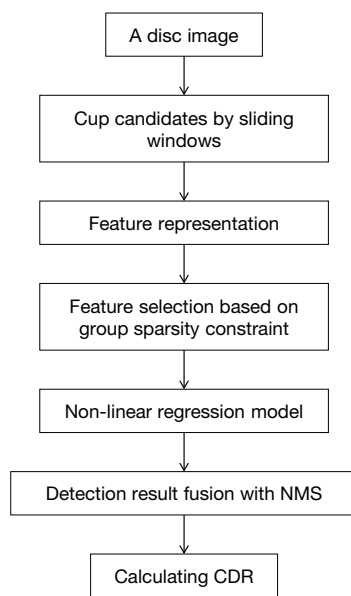 A disc image
Cup candidates by sliding
windows
Feature representation
Feature selection based on
group sparsity constraint
Non-linear regression model
Detection result fusion with NMS
Calculating CDR